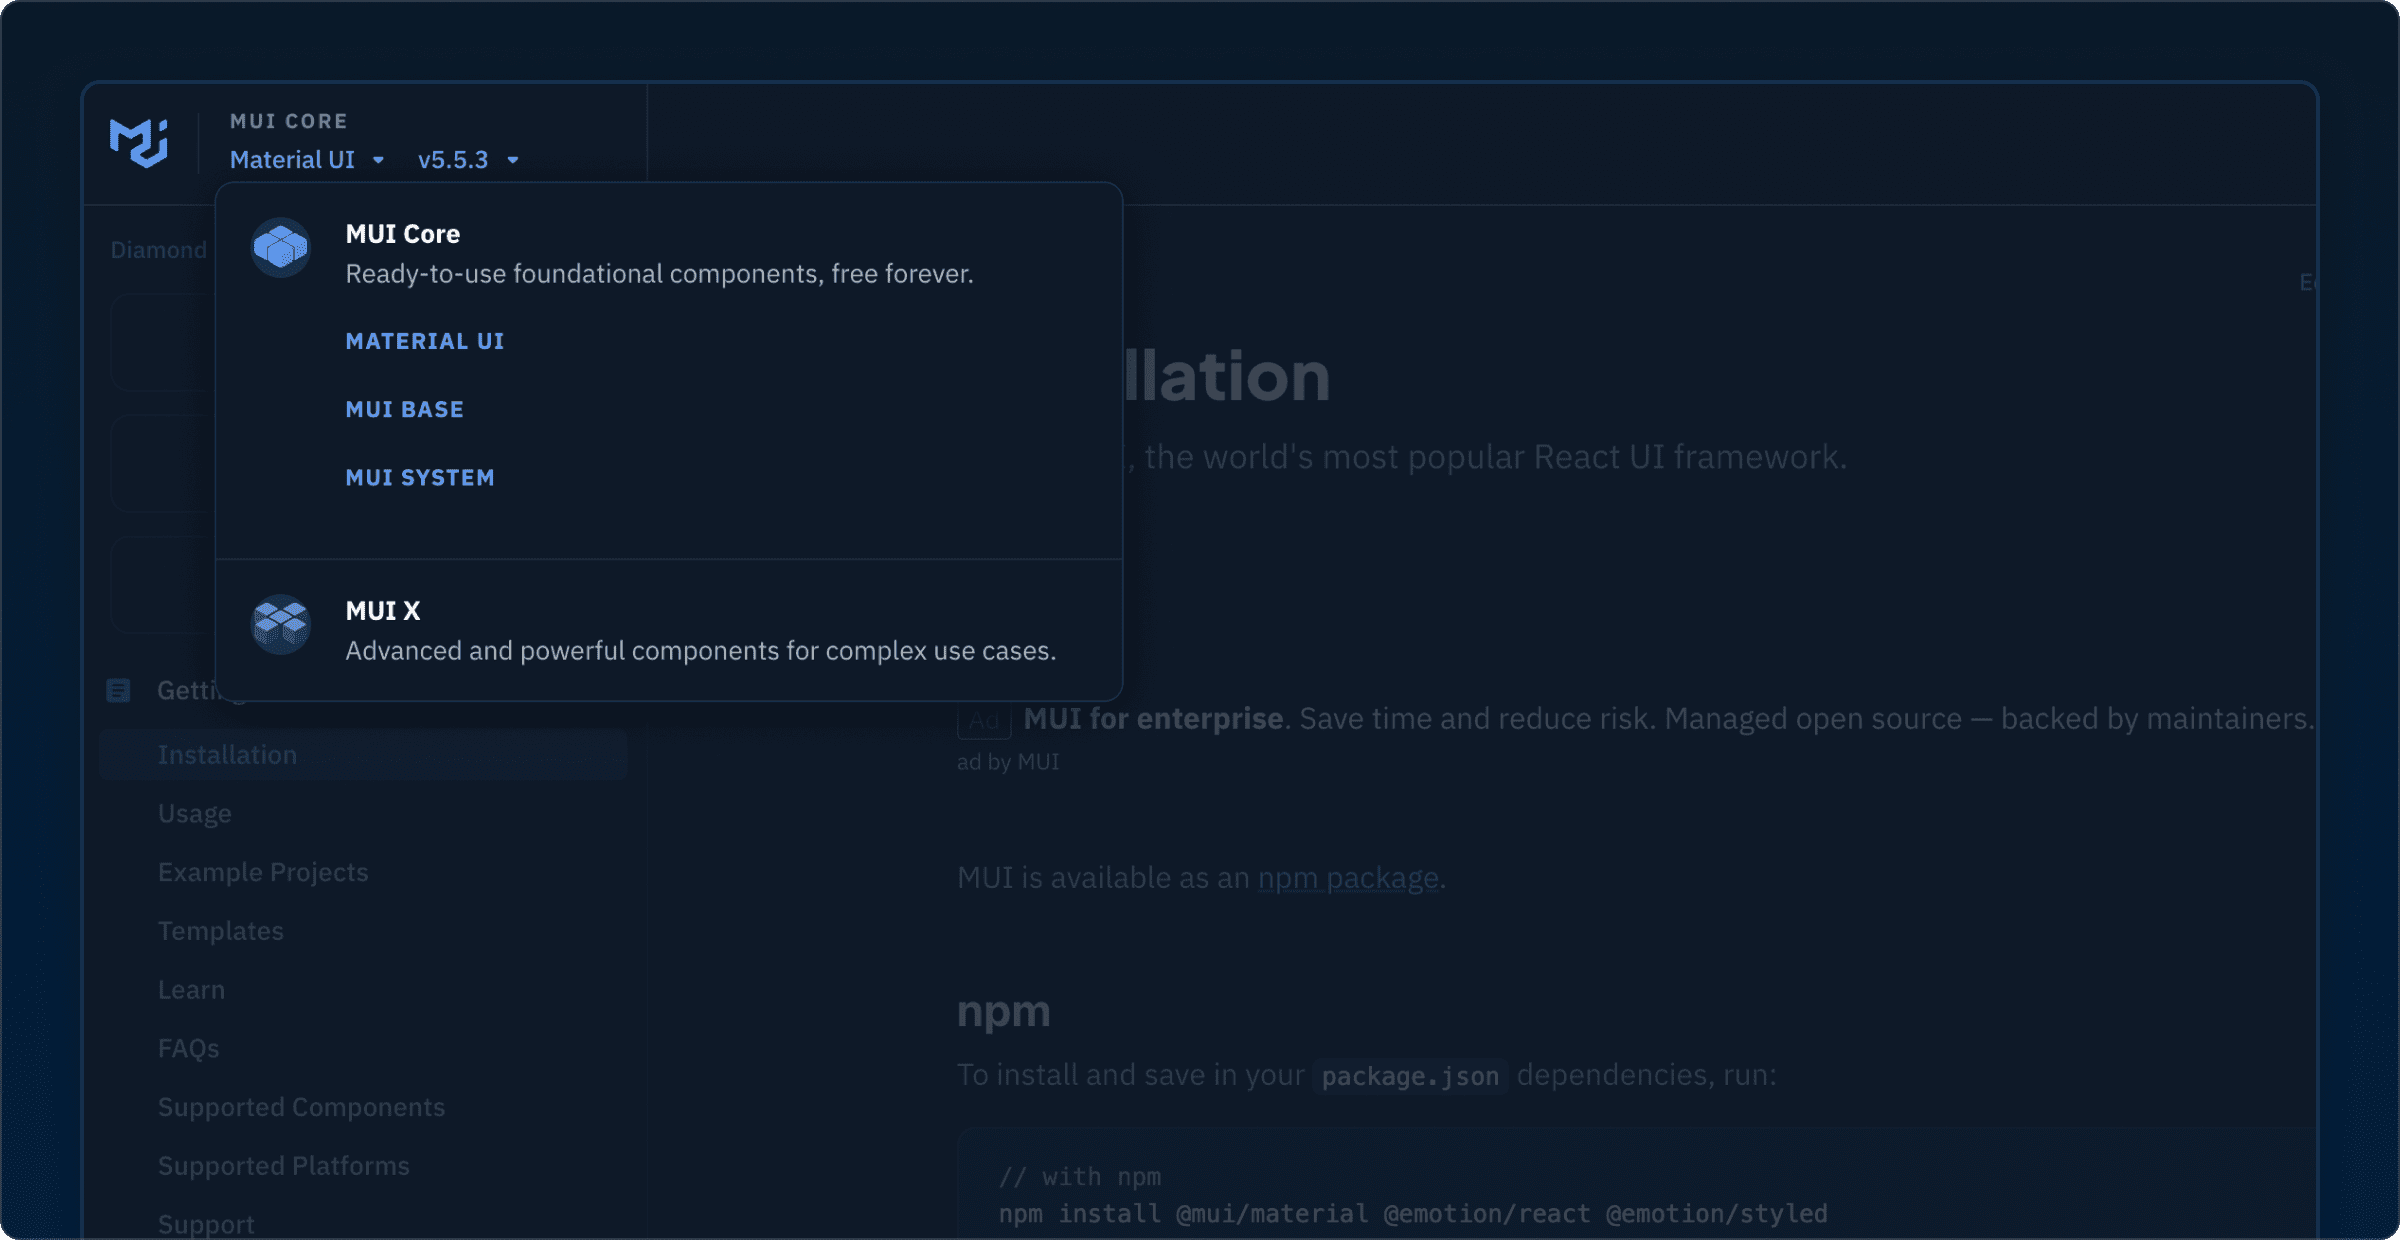 MUI CORE
Material UI v5.5.3
MUI Core
Ready-to-use foundational components, free forever.
MATERIAL UI
MUI BASE
MUI SYSTEM
MUI X
Advanced and powerful components for complex use cases.
Diamond
Installation
Usage
Example Projects
Templates
Learn
FAQs
Supported Components
Supported Platforms
Support
llation
, the world's most popular React UI framework.
Ad MUI for enterprise. Save time and reduce risk. Managed open source — backed by maintainers.
ad by MUI
MUI is available as an npm package.
npm
To install and save in your package.json dependencies, run:
// with npm
npm install @mui/material @emotion/react @emotion/styled